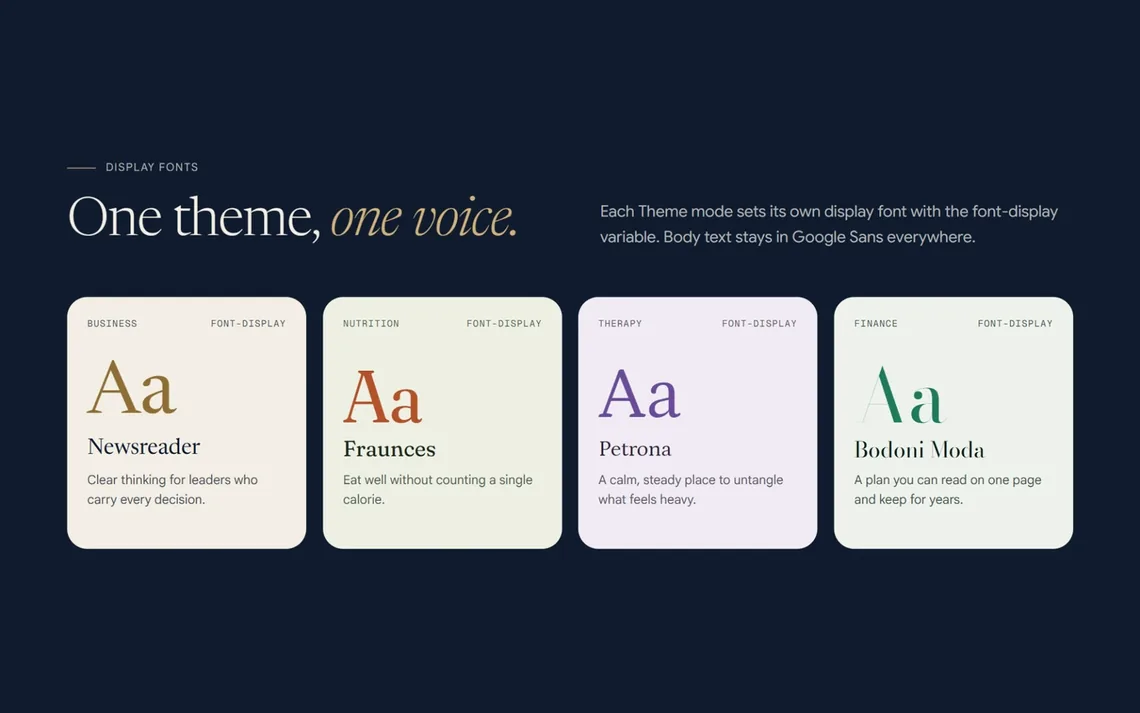 DISPLAY FONTS
One theme, one voice.
Each Theme mode sets its own display font with the font-display
variable. Body text stays in Google Sans everywhere.
BUSINESS FONT-DISPLAY
Aa
Newsreader
Clear thinking for leaders who
carry every decision.
NUTRITION FONT-DISPLAY
Aa
Fraunces
Eat well without counting a single
calorie.
THERAPY FONT-DISPLAY
Aa
Petrona
A calm, steady place to untangle
what feels heavy.
FINANCE FONT-DISPLAY
Aa
Bodoni Moda
A plan you can read on one page
and keep for years.